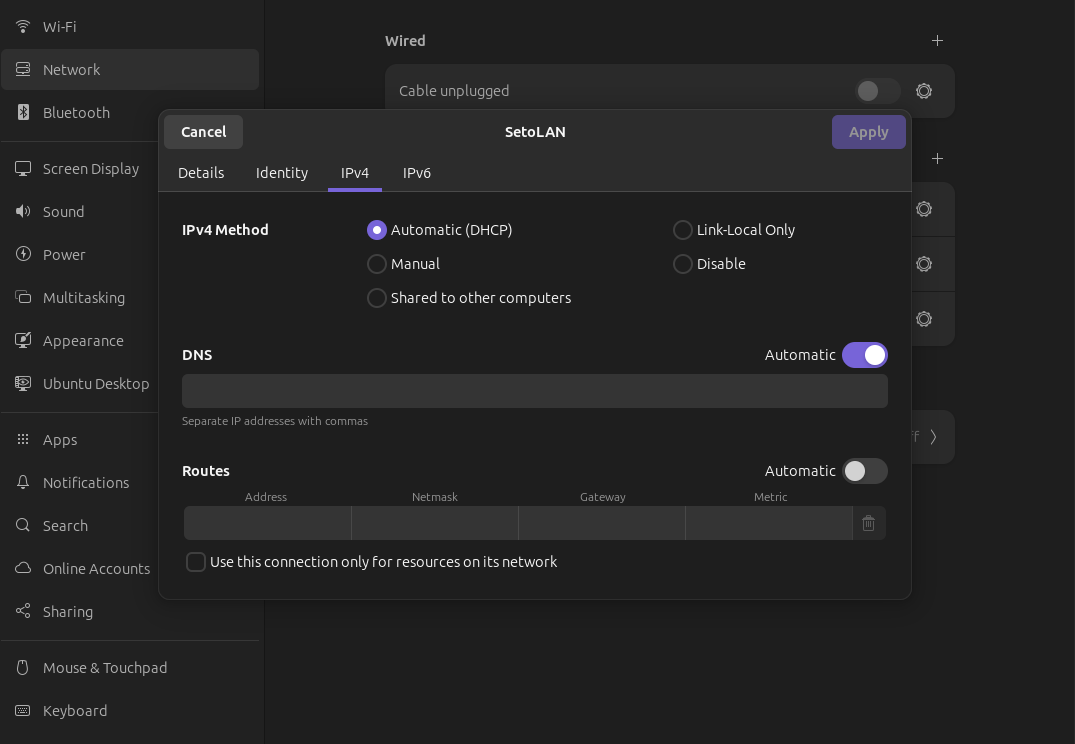 Wi-Fi
Network
Bluetooth
Screen Display
Sound
Power
Multitasking
Appearance
Ubuntu Desktop
Apps
Notifications
Search
Online Accounts
Sharing
Mouse & Touchpad
Keyboard
Wired
Cable unplugged
Cancel
SetoLAN
Apply
Details
Identity
IPv4
IPv6
IPv4 Method
Automatic (DHCP)
Link-Local Only
Manual
Disable
Shared to other computers
DNS
Automatic
Separate IP addresses with commas
Routes
Automatic
Address
Netmask
Gateway
Metric
Use this connection only for resources on its network